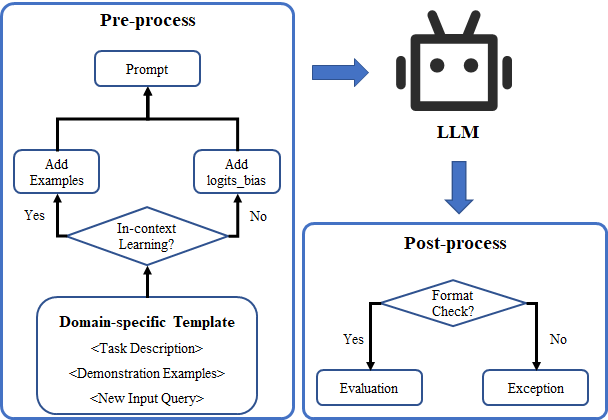 Pre-process
Prompt
Add
Examples
Add
logits_bias
Yes
No
In-context
Learning?
Domain-specific Template
<Task Description>
<Demonstration Examples>
<New Input Query>
LLM
Post-process
Format
Check?
Yes
No
Evaluation
Exception